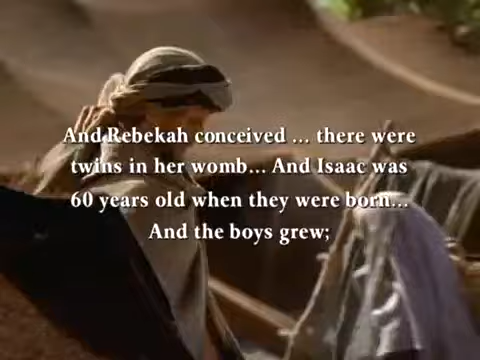 And Rebekah conceived ... there were
twins in her womb... And Isaac was
60 years old when they were born...
And the boys grew;